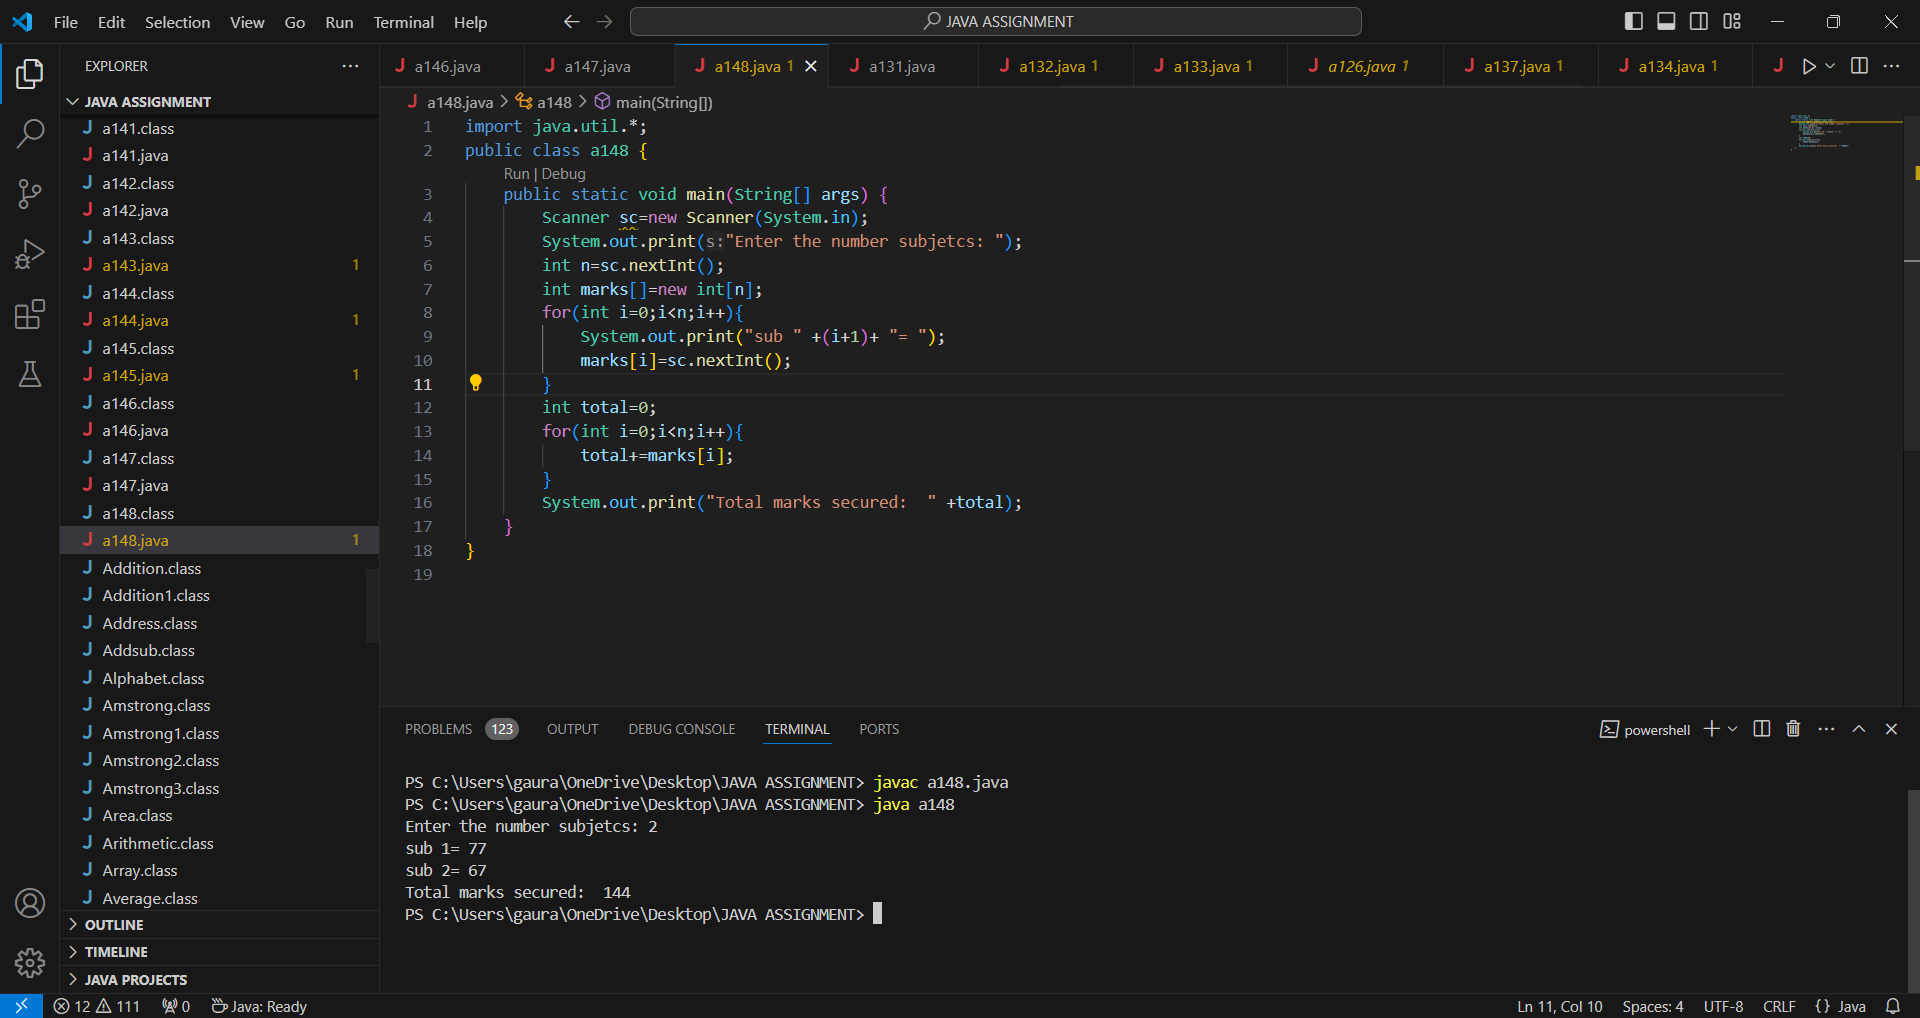 File Edit Selection View Go Run Terminal Help
JAVA ASSIGNMENT
EXPLORER
JAVA ASSIGNMENT
J a141.class
J a141.java
J a142.class
J a142.java
J a143.class
J a143.java 1
J a144.class
J a144.java 1
J a145.class
J a145.java 1
J a146.class
J a146.java
J a147.class
J a147.java
J a148.class
J a148.java 1
J Addition.class
J Addition1.class
J Address.class
J Addsub.class
J Alphabet.class
J Amstrong.class
J Amstrong1.class
J Amstrong2.class
J Amstrong3.class
J Area.class
J Arithmetic.class
J Array.class
J Average.class
OUTLINE
TIMELINE
JAVA PROJECTS
J a146.java J a147.java J a148.java 1 J a131.java J a132.java 1 J a133.java 1 J a126.java 1 J a137.java 1 J a134.java 1 J
J a148.java > a148 > main(String[])
1 import java.util.*;
2 public class a148 {
Run | Debug
3 public static void main(String[] args) {
4 Scanner sc=new Scanner(System.in);
5 System.out.print(s:"Enter the number subjetcs: ");
6 int n=sc.nextInt();
7 int marks[]=new int[n];
8 for(int i=0;i<n;i++){
9 System.out.print("sub " +(i+1)+ "= ");
10 marks[i]=sc.nextInt();
11 }
12 int total=0;
13 for(int i=0;i<n;i++){
14 total+=marks[i];
15 }
16 System.out.print("Total marks secured:  " +total);
17 }
18 }
19
PROBLEMS 123 OUTPUT DEBUG CONSOLE TERMINAL PORTS powershell
PS C:\Users\gaura\OneDrive\Desktop\JAVA ASSIGNMENT> javac a148.java
PS C:\Users\gaura\OneDrive\Desktop\JAVA ASSIGNMENT> java a148
Enter the number subjetcs: 2
sub 1= 77
sub 2= 67
Total marks secured:  144
PS C:\Users\gaura\OneDrive\Desktop\JAVA ASSIGNMENT>
12 111 0 Java: Ready Ln 11, Col 10 Spaces: 4 UTF-8 CRLF {} Java